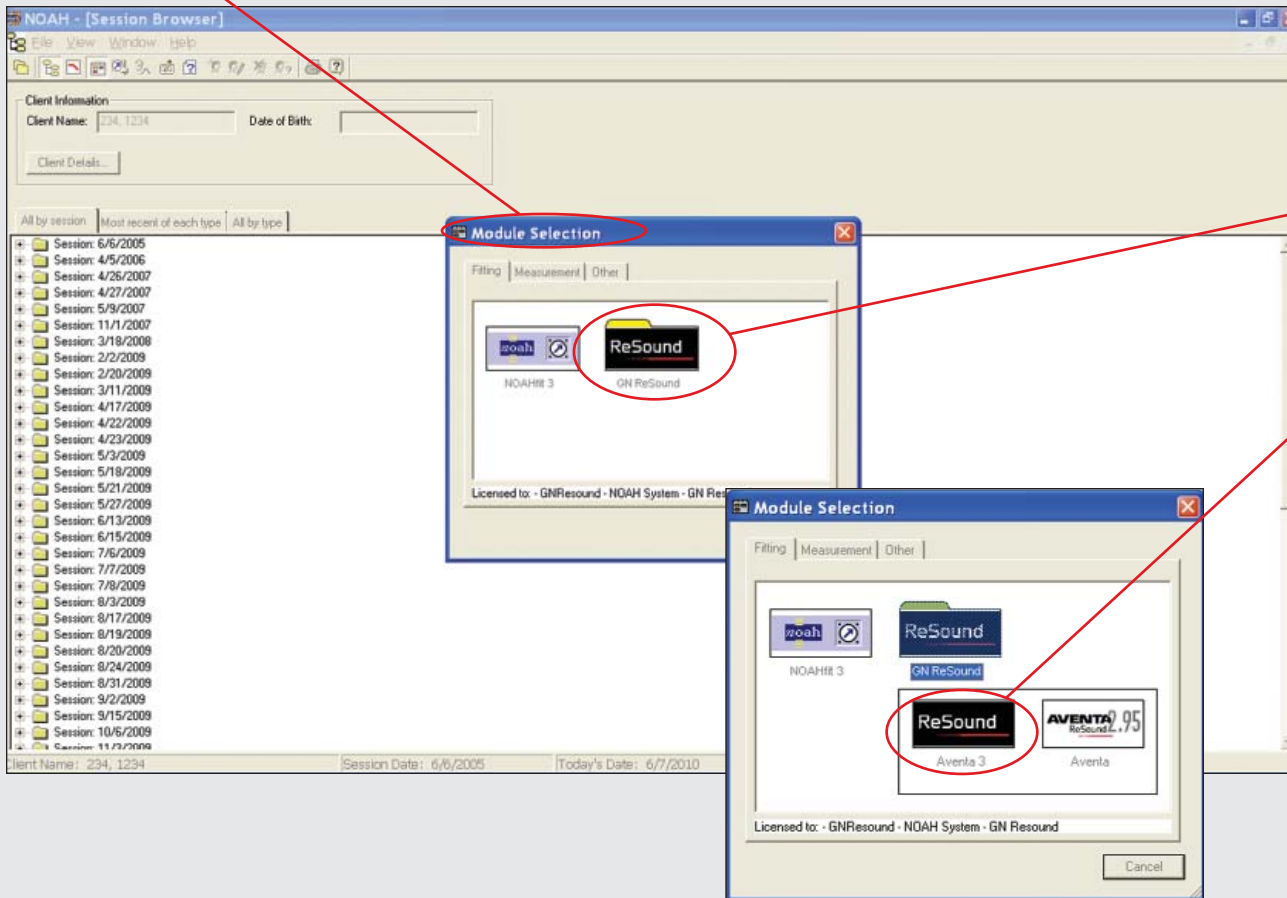 NOAH - [Session Browser]
File View Window Help
Client Information
Client Name: 234, 1234 Date of Birth:
Client Details...
All by session Most recent of each type All by type
Session: 6/6/2005
Session: 4/5/2006
Session: 4/26/2007
Session: 4/27/2007
Session: 5/9/2007
Session: 11/1/2007
Session: 3/18/2008
Session: 2/2/2009
Session: 2/20/2009
Session: 3/11/2009
Session: 4/17/2009
Session: 4/22/2009
Session: 4/23/2009
Session: 5/3/2009
Session: 5/18/2009
Session: 5/21/2009
Session: 5/27/2009
Session: 6/13/2009
Session: 6/15/2009
Session: 7/6/2009
Session: 7/7/2009
Session: 7/8/2009
Session: 8/3/2009
Session: 8/17/2009
Session: 8/19/2009
Session: 8/20/2009
Session: 8/24/2009
Session: 8/31/2009
Session: 9/2/2009
Session: 9/15/2009
Session: 10/6/2009
Session: 11/3/2009
Client Name: 234, 1234 Session Date: 6/6/2005 Today's Date: 6/7/2010
Module Selection
Fitting Measurement Other
noah ReSound
NOAHfit 3 GN ReSound
Licensed to: - GNResound - NOAH System - GN Res
Module Selection
Fitting Measurement Other
noah ReSound
NOAHfit 3 GN ReSound
ReSound AVENTA 2.95
ReSound
Aventa 3 Aventa
Licensed to: - GNResound - NOAH System - GN Resound
Cancel